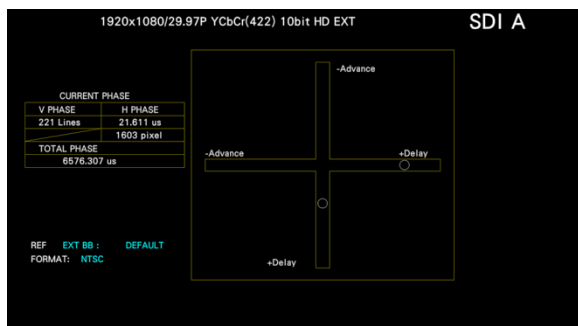 1920x1080/29.97P YCbCr(422) 10bit HD EXT
SDI A
-Advance
CURRENT PHASE
V PHASE H PHASE
221 Lines 21.611 us
1603 pixel
TOTAL PHASE
6576.307 us
-Advance +Delay
REF EXT BB : DEFAULT
FORMAT: NTSC
+Delay